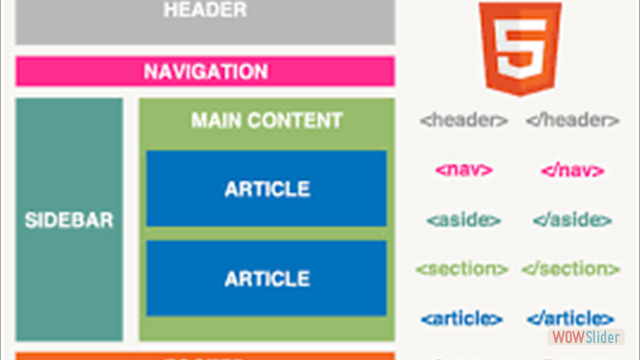 HEADER
NAVIGATION
SIDEBAR
MAIN CONTENT
ARTICLE
ARTICLE
5
<header> </header>
<nav> </nav>
<aside> </aside>
<section> </section>
<article> </article>
WOWSlider